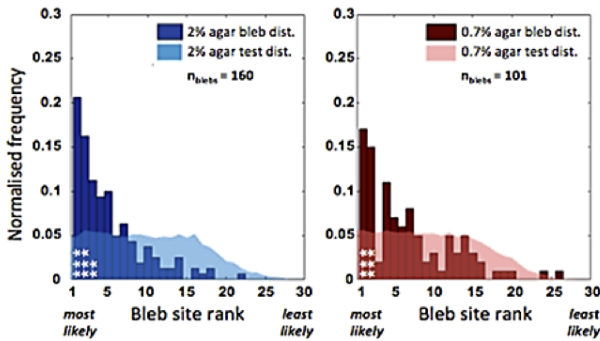 Normalised frequency
0.3
0.25
0.2
0.15
0.1
0.05
0
2% agar bleb dist.
2% agar test dist.
n_blebs = 160
1 5 10 15 20 25 30
most likely
Bleb site rank
least likely
0.3
0.25
0.2
0.15
0.1
0.05
0
0.7% agar bleb dist.
0.7% agar test dist.
n_blebs = 101
1 5 10 15 20 25 30
most likely
Bleb site rank
least likely